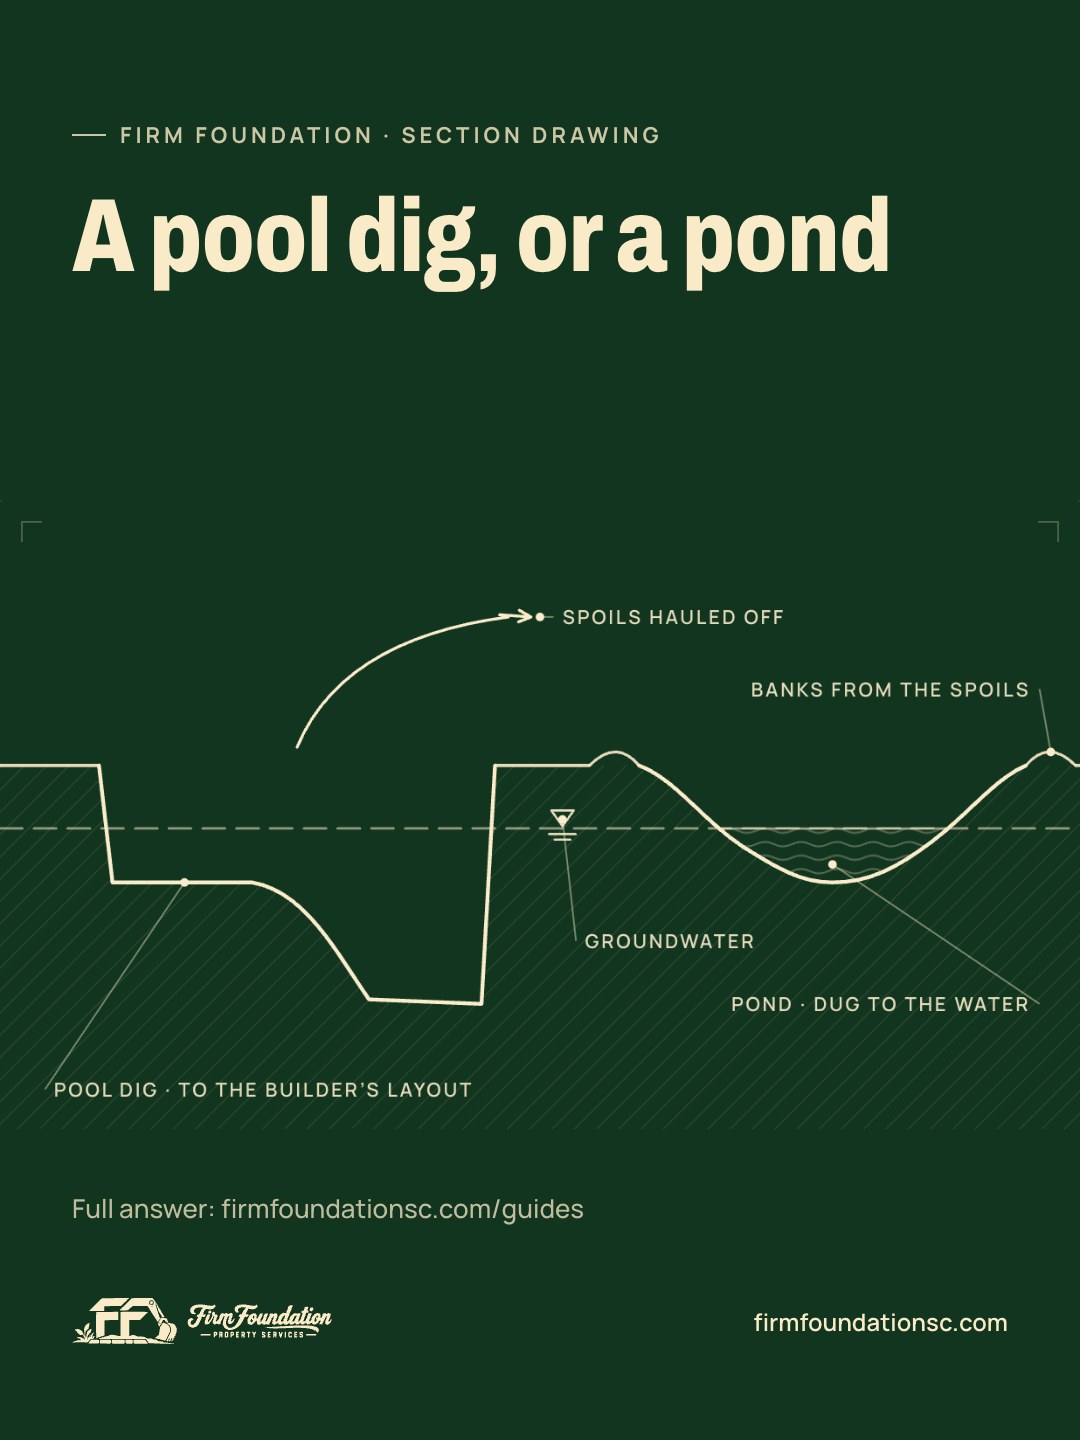 FIRM FOUNDATION · SECTION DRAWING
A pool dig, or a pond
SPOILS HAULED OFF
BANKS FROM THE SPOILS
GROUNDWATER
POND · DUG TO THE WATER
POOL DIG · TO THE BUILDER'S LAYOUT
Full answer: firmfoundationsc.com/guides
FF
Firm Foundation
PROPERTY SERVICES
firmfoundationsc.com